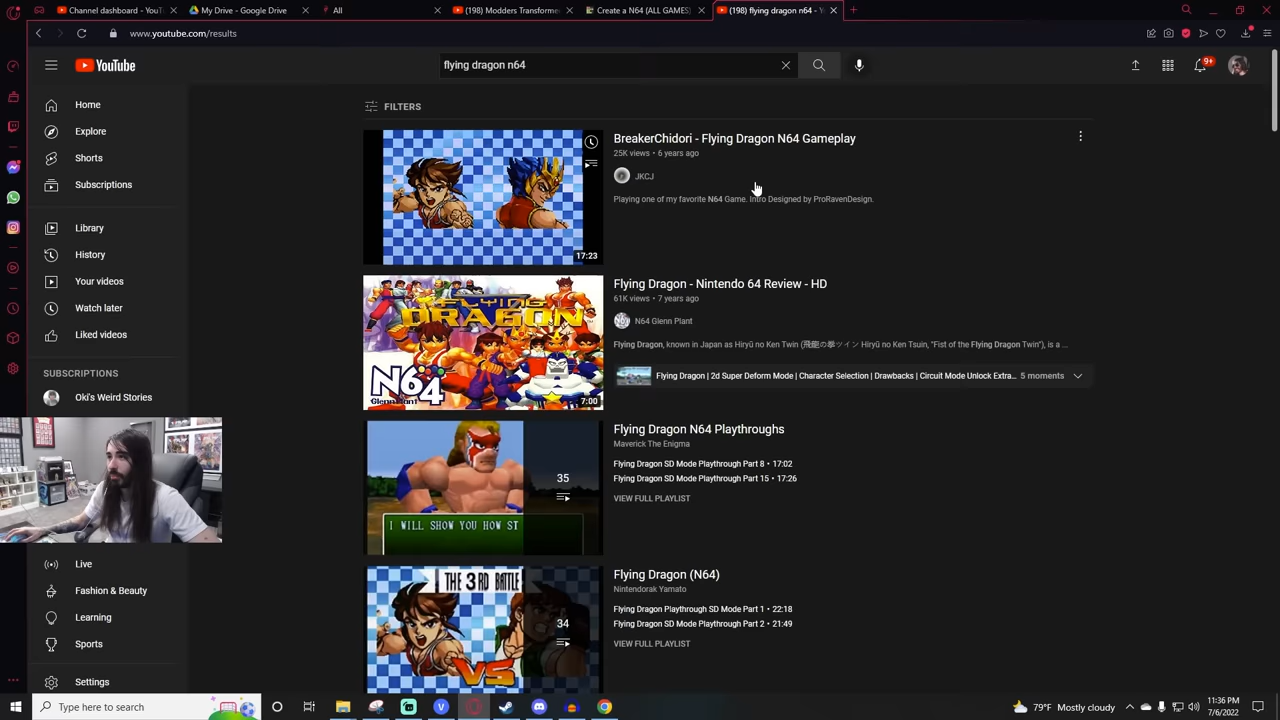 Channel dashboard - YouTu
My Drive - Google Drive
All
(198) Modders Transforme
Create a N64 (ALL GAMES)
(198) flying dragon n64 - Y
www.youtube.com/results
YouTube
flying dragon n64
9+
Home
Explore
Shorts
Subscriptions
Library
History
Your videos
Watch later
Liked videos
SUBSCRIPTIONS
Oki's Weird Stories
Live
Fashion & Beauty
Learning
Sports
Settings
FILTERS
17:23
BreakerChidori - Flying Dragon N64 Gameplay
25K views • 6 years ago
JKCJ
Playing one of my favorite N64 Game. Intro Designed by ProRavenDesign.
FLYING
DRAGON
N64
Glenn Plant
7:00
Flying Dragon - Nintendo 64 Review - HD
61K views • 7 years ago
N64 Glenn Plant
Flying Dragon, known in Japan as Hiryū no Ken Twin (飛龍の拳ツイン Hiryū no Ken Tsuin, "Fist of the Flying Dragon Twin"), is a ...
Flying Dragon | 2d Super Deform Mode | Character Selection | Drawbacks | Circuit Mode Unlock Extra... 5 moments
35
I WILL SHOW YOU HOW ST
Flying Dragon N64 Playthroughs
Maverick The Enigma
Flying Dragon SD Mode Playthrough Part 8 • 17:02
Flying Dragon SD Mode Playthrough Part 15 • 17:26
VIEW FULL PLAYLIST
THE 3RD BATTLE
34
VS
Flying Dragon (N64)
Nintendorak Yamato
Flying Dragon Playthrough SD Mode Part 1 • 22:18
Flying Dragon SD Mode Playthrough Part 2 • 21:49
VIEW FULL PLAYLIST
Type here to search
79°F Mostly cloudy
11:36 PM
7/6/2022